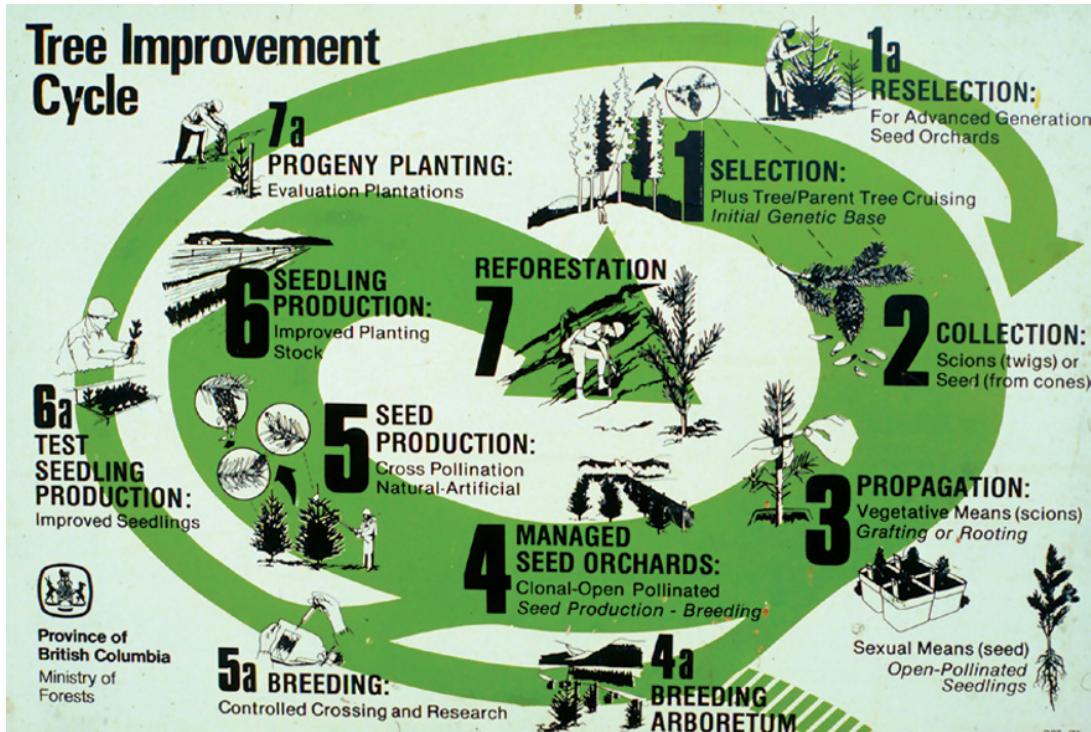 Tree Improvement
Cycle
1a
RESELECTION:
For Advanced Generation
Seed Orchards
7a
PROGENY PLANTING:
Evaluation Plantations
1
SELECTION:
Plus Tree/Parent Tree Cruising
Initial Genetic Base
REFORESTATION
7
6
SEEDLING
PRODUCTION:
Improved Planting
Stock
2
COLLECTION:
Scions (twigs) or
Seed (from cones)
6a
TEST
SEEDLING
PRODUCTION:
Improved Seedlings
5
SEED
PRODUCTION:
Cross Pollination
Natural-Artificial
3
PROPAGATION:
Vegetative Means (scions)
Grafting or Rooting
4
MANAGED
SEED ORCHARDS:
Clonal-Open Pollinated
Seed Production - Breeding
Sexual Means (seed)
Open-Pollinated
Seedlings
Province of
British Columbia
Ministry of
Forests
5a
BREEDING:
Controlled Crossing and Research
4a
BREEDING
ARBORETUM